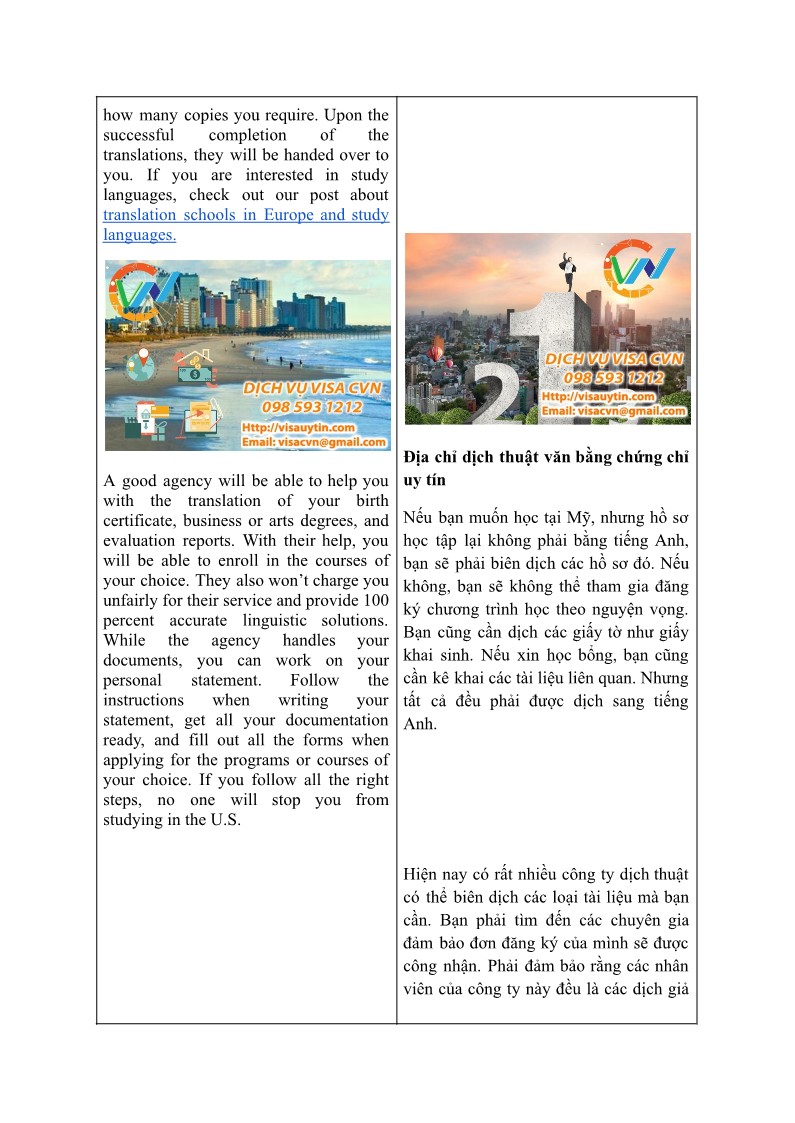 how many copies you require. Upon the
successful completion of the
translations, they will be handed over to
you. If you are interested in study
languages, check out our post about
translation schools in Europe and study
languages.
CVN
DỊCH VỤ VISA CVN
098 593 1212
Http://visauytin.com
Email: visacvn@gmail.com
A good agency will be able to help you
with the translation of your birth
certificate, business or arts degrees, and
evaluation reports. With their help, you
will be able to enroll in the courses of
your choice. They also won’t charge you
unfairly for their service and provide 100
percent accurate linguistic solutions.
While the agency handles your
documents, you can work on your
personal statement. Follow the
instructions when writing your
statement, get all your documentation
ready, and fill out all the forms when
applying for the programs or courses of
your choice. If you follow all the right
steps, no one will stop you from
studying in the U.S.
CVN
1
2
DỊCH VỤ VISA CVN
098 593 1212
Http://visauytin.com
Email: visacvn@gmail.com
Địa chỉ dịch thuật văn bằng chứng chỉ
uy tín
Nếu bạn muốn học tại Mỹ, nhưng hồ sơ
học tập lại không phải bằng tiếng Anh,
bạn sẽ phải biên dịch các hồ sơ đó. Nếu
không, bạn sẽ không thể tham gia đăng
ký chương trình học theo nguyện vọng.
Bạn cũng cần dịch các giấy tờ như giấy
khai sinh. Nếu xin học bổng, bạn cũng
cần kê khai các tài liệu liên quan. Nhưng
tất cả đều phải được dịch sang tiếng
Anh.
Hiện nay có rất nhiều công ty dịch thuật
có thể biên dịch các loại tài liệu mà bạn
cần. Bạn phải tìm đến các chuyên gia
đảm bảo đơn đăng ký của mình sẽ được
công nhận. Phải đảm bảo rằng các nhân
viên của công ty này đều là các dịch giả